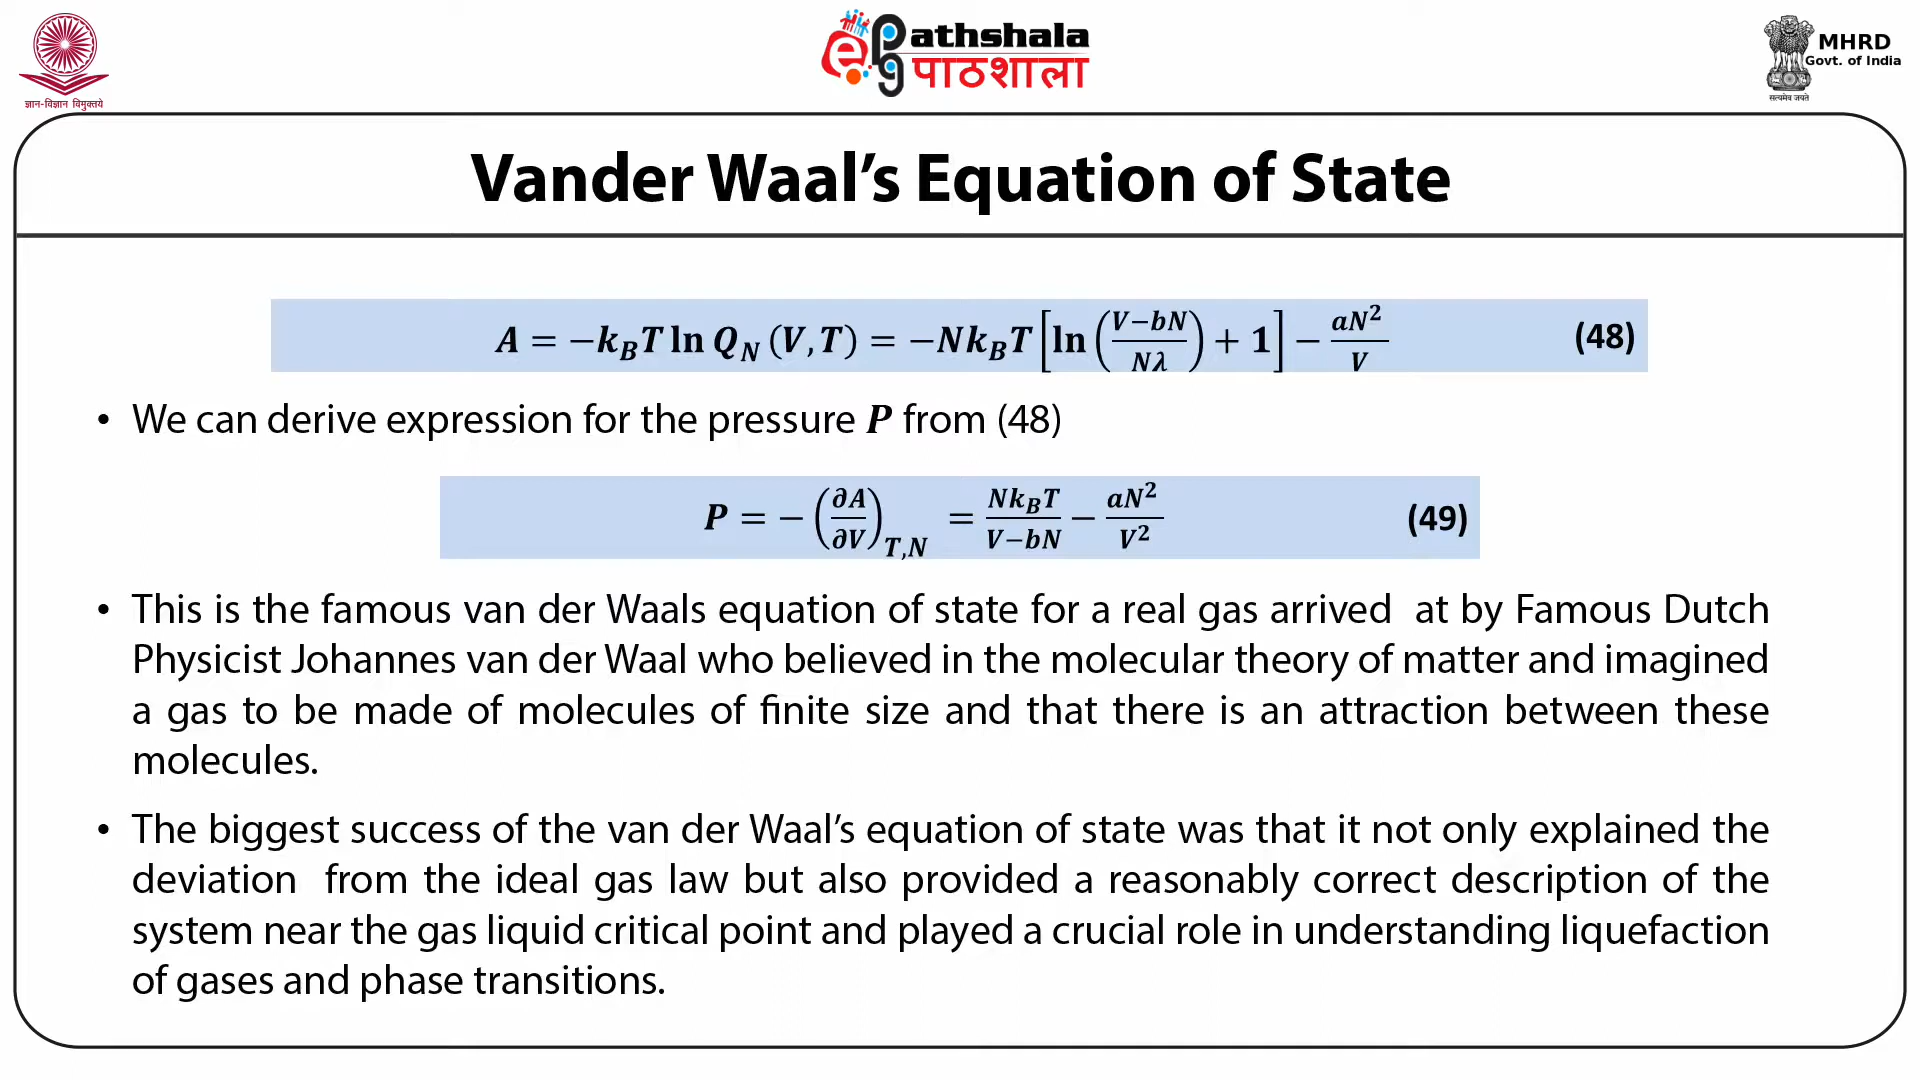 ज्ञान-विज्ञान विमुक्तये
ePathshala
पाठशाला
MHRD
Govt. of India
सत्यमेव जयते
Vander Waal’s Equation of State
A = −k_B T ln Q_N (V, T) = −Nk_B T [ln ((V−bN)/(Nλ)) + 1] − aN²/V (48)
• We can derive expression for the pressure P from (48)
P = −(∂A/∂V)_T,N = Nk_B T/(V−bN) − aN²/V² (49)
• This is the famous van der Waals equation of state for a real gas arrived at by Famous Dutch
Physicist Johannes van der Waal who believed in the molecular theory of matter and imagined
a gas to be made of molecules of finite size and that there is an attraction between these
molecules.
• The biggest success of the van der Waal’s equation of state was that it not only explained the
deviation from the ideal gas law but also provided a reasonably correct description of the
system near the gas liquid critical point and played a crucial role in understanding liquefaction
of gases and phase transitions.